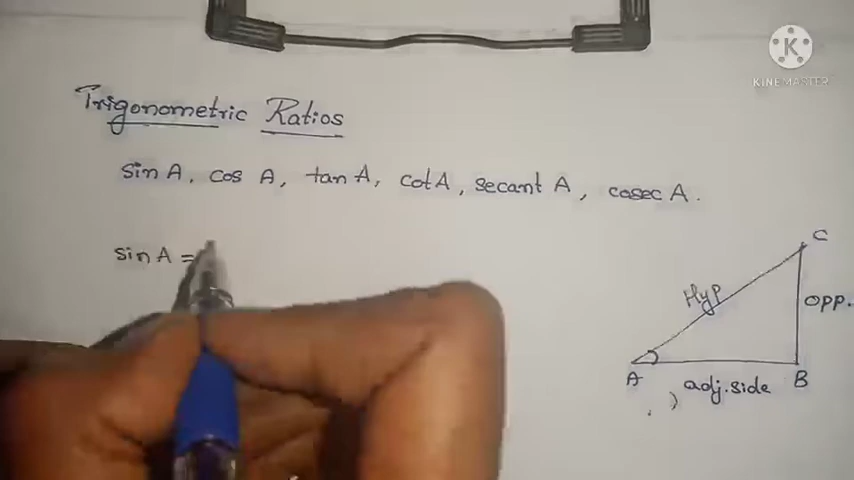 K
KINEMASTER
Trigonometric Ratios
sin A, cos A, tan A, cot A, secant A, cosec A.
sin A =
C
Hyp
opp.
A
adj.side
B